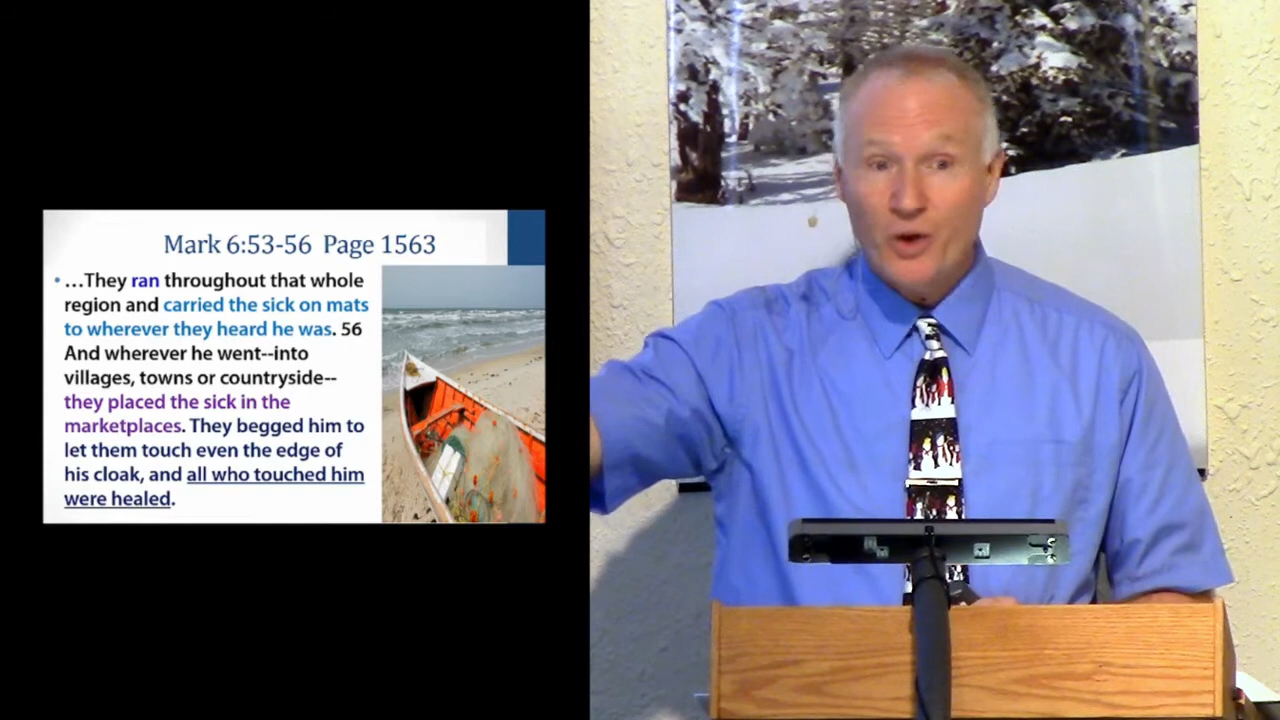 Mark 6:53-56 Page 1563
• …They ran throughout that whole
region and carried the sick on mats
to wherever they heard he was. 56
And wherever he went--into
villages, towns or countryside--
they placed the sick in the
marketplaces. They begged him to
let them touch even the edge of
his cloak, and all who touched him
were healed.